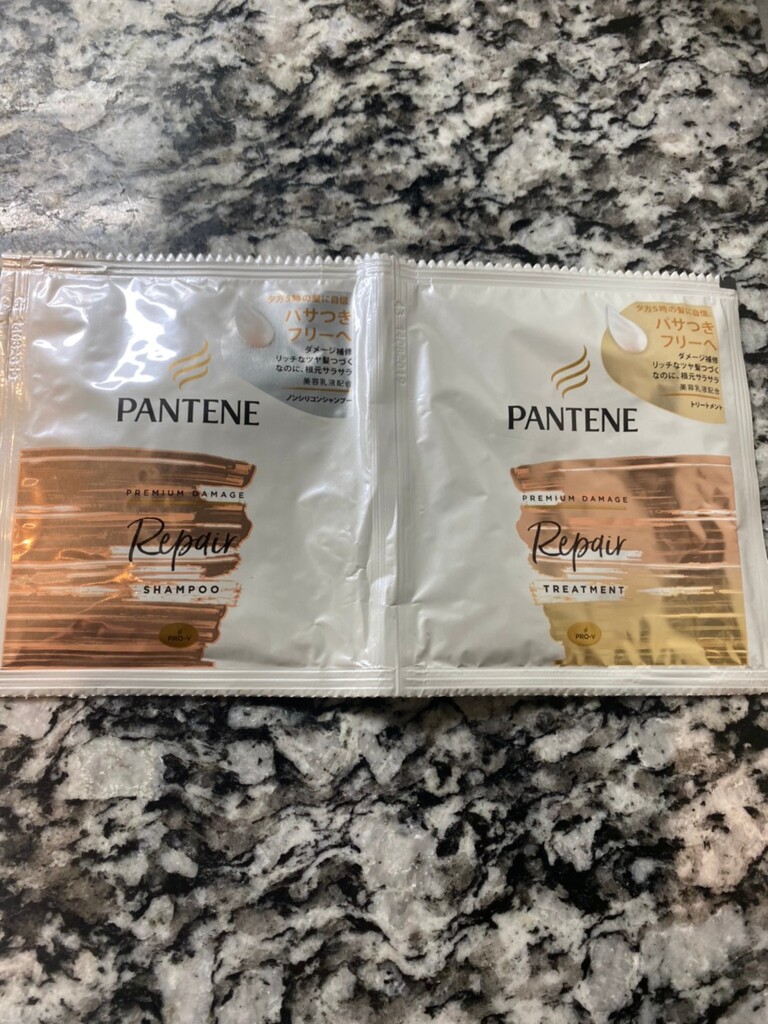 夕方5時の髪に自信
パサつき
フリーへ
ダメージ補修
リッチなツヤ髪つづく
なのに、根元サラサラ
美容乳液配合
ノンシリコンシャンプー
PANTENE
PREMIUM DAMAGE
Repair
SHAMPOO
PRO-V
夕方5時の髪に自信
パサつき
フリーへ
ダメージ補修
リッチなツヤ髪つづく
なのに、根元サラサラ
美容乳液配合
トリートメント
PANTENE
PREMIUM DAMAGE
Repair
TREATMENT
PRO-V